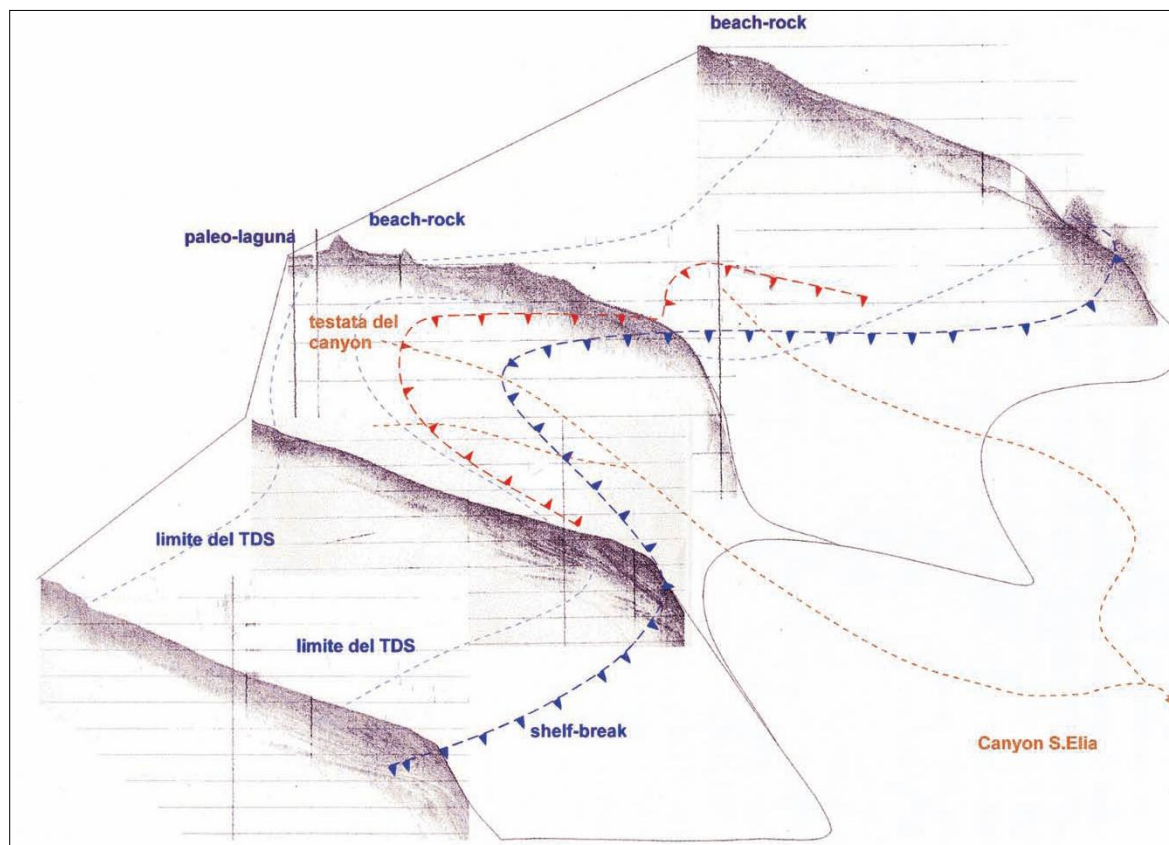 beach-rock
beach-rock
paleo-laguna
testata del
canyon
limite del TDS
limite del TDS
shelf-break
Canyon S.Elia